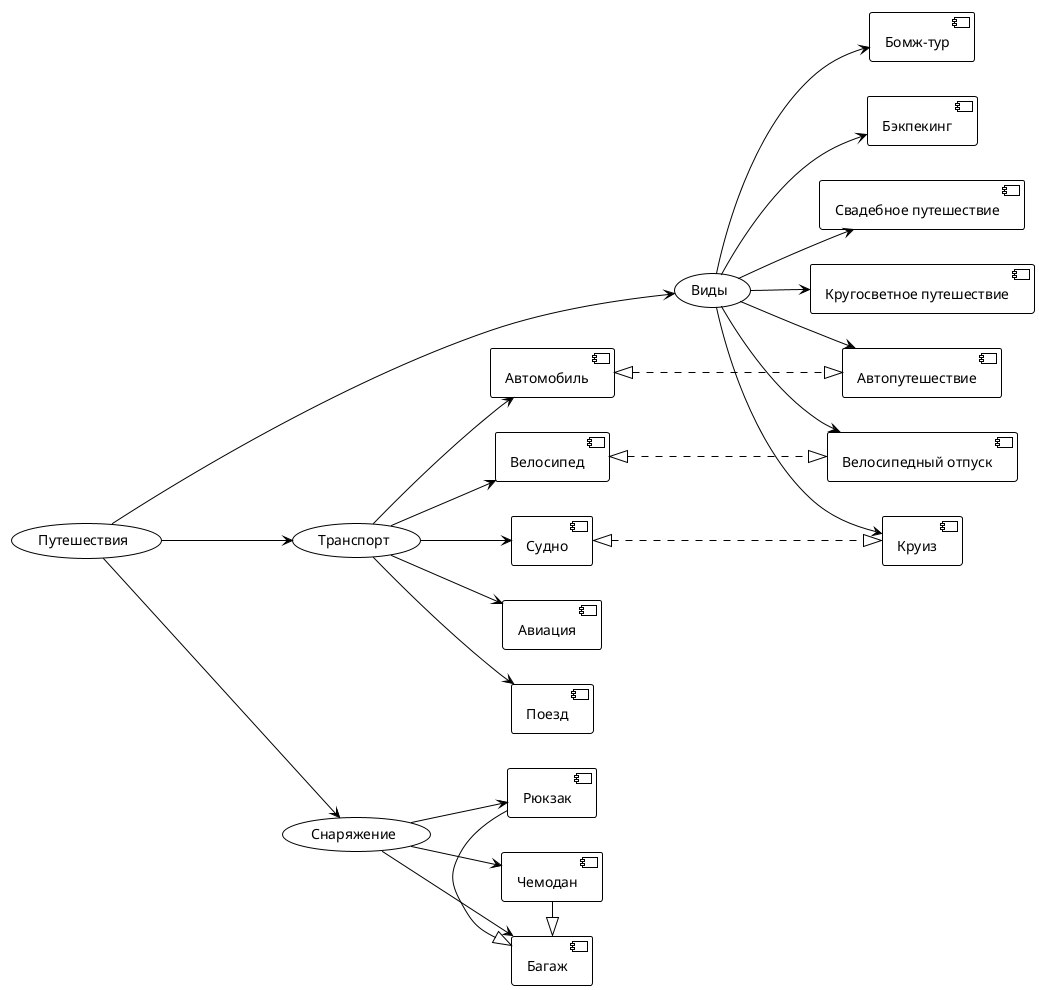 Бомж-тур
Бэкпекинг
Свадебное путешествие
Виды
Кругосветное путешествие
Автомобиль
Автопутешествие
Велосипед
Велосипедный отпуск
Путешествия
Транспорт
Судно
Круиз
Авиация
Поезд
Рюкзак
Снаряжение
Чемодан
Багаж